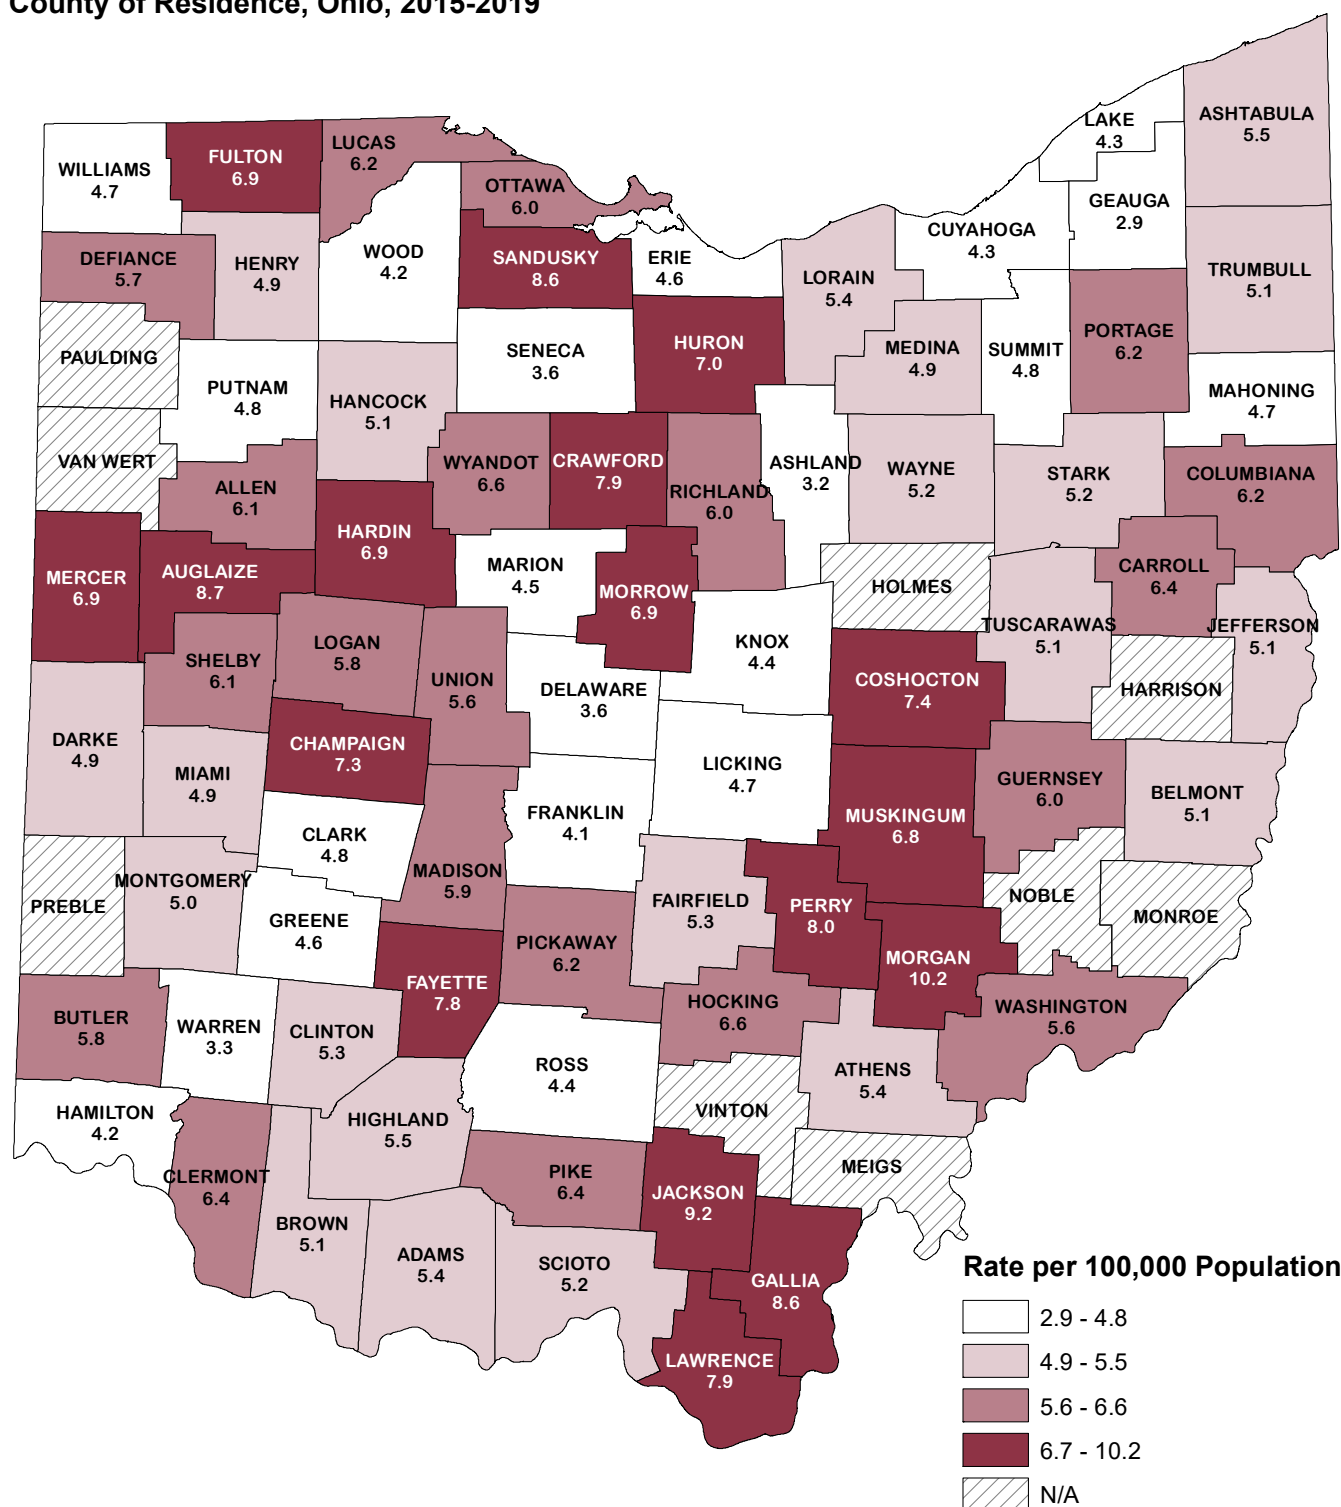 County of Residence, Ohio, 2015-2019
ASHTABULA
5.5
LAKE
4.3
LUCAS
6.2
FULTON
6.9
WILLIAMS
4.7
OTTAWA
6.0
GEAUGA
2.9
CUYAHOGA
4.3
WOOD
4.2
SANDUSKY
8.6
ERIE
4.6
DEFIANCE
5.7
HENRY
4.9
LORAIN
5.4
TRUMBULL
5.1
PORTAGE
6.2
HURON
7.0
MEDINA
4.9
SUMMIT
4.8
SENECA
3.6
PAULDING
PUTNAM
4.8
MAHONING
4.7
HANCOCK
5.1
VAN WERT
WYANDOT
6.6
CRAWFORD
7.9
ASHLAND
3.2
WAYNE
5.2
STARK
5.2
COLUMBIANA
6.2
ALLEN
6.1
RICHLAND
6.0
HARDIN
6.9
MARION
4.5
CARROLL
6.4
MERCER
6.9
AUGLAIZE
8.7
HOLMES
MORROW
6.9
TUSCARAWAS
5.1
JEFFERSON
5.1
LOGAN
5.8
KNOX
4.4
SHELBY
6.1
UNION
5.6
DELAWARE
3.6
COSHOCTON
7.4
HARRISON
DARKE
4.9
CHAMPAIGN
7.3
LICKING
4.7
MIAMI
4.9
GUERNSEY
6.0
BELMONT
5.1
FRANKLIN
4.1
MUSKINGUM
6.8
CLARK
4.8
MADISON
5.9
MONTGOMERY
5.0
PREBLE
FAIRFIELD
5.3
PERRY
8.0
NOBLE
MONROE
GREENE
4.6
PICKAWAY
6.2
MORGAN
10.2
FAYETTE
7.8
HOCKING
6.6
WASHINGTON
5.6
BUTLER
5.8
WARREN
3.3
CLINTON
5.3
ROSS
4.4
ATHENS
5.4
HAMILTON
4.2
HIGHLAND
5.5
VINTON
CLERMONT
6.4
PIKE
6.4
MEIGS
JACKSON
9.2
BROWN
5.1
ADAMS
5.4
SCIOTO
5.2
GALLIA
8.6
LAWRENCE
7.9
Rate per 100,000 Population
2.9 - 4.8
4.9 - 5.5
5.6 - 6.6
6.7 - 10.2
N/A